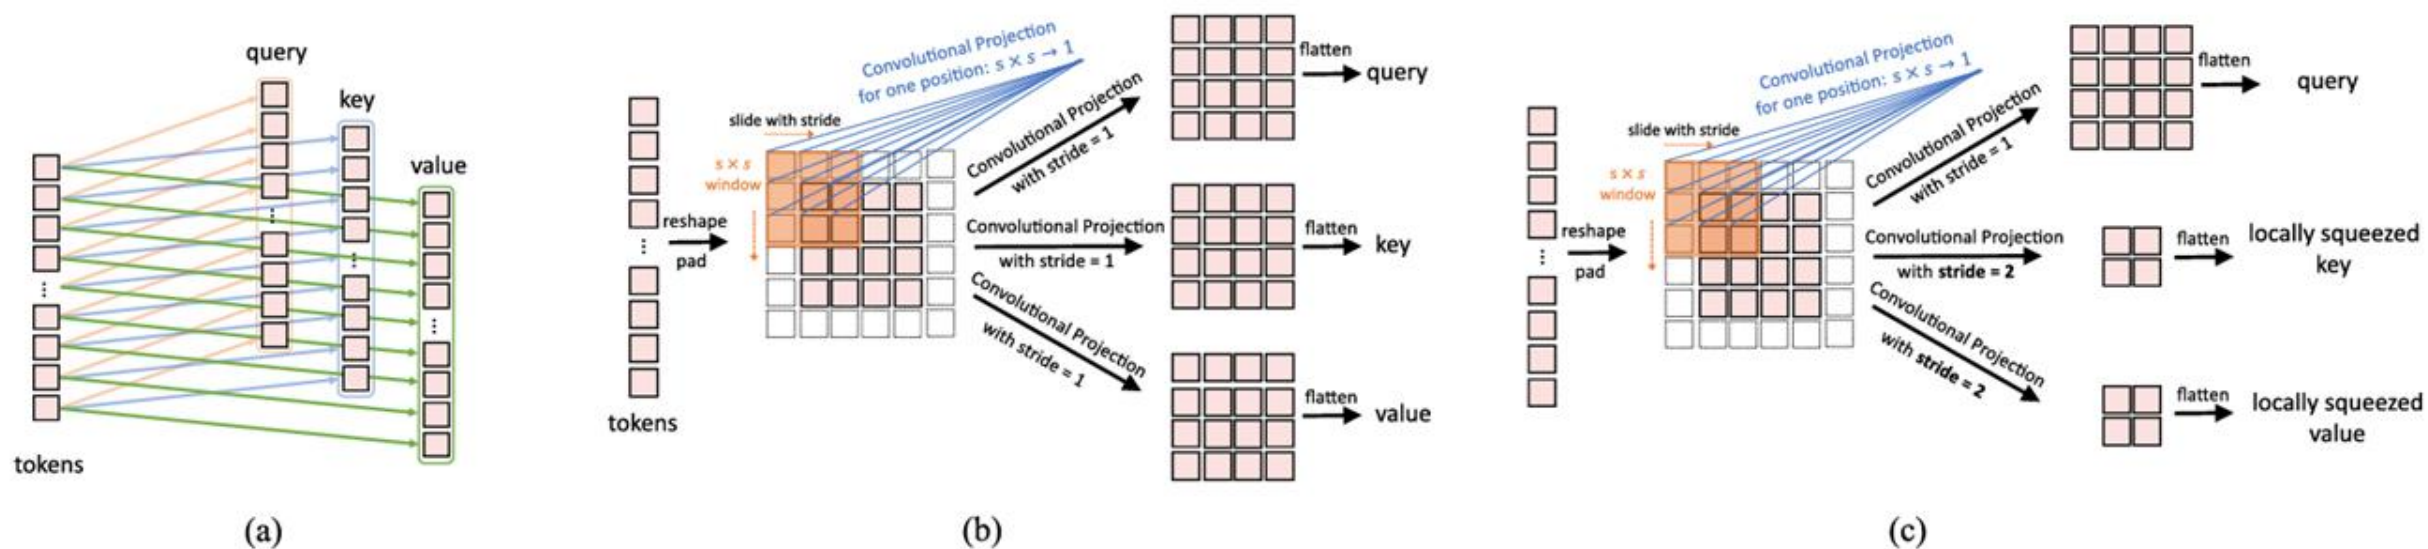 query
key
value
tokens
(a)
tokens
reshape
pad
slide with stride
s × s
window
Convolutional Projection
for one position: s × s → 1
Convolutional Projection
with stride = 1
Convolutional Projection
with stride = 1
Convolutional Projection
with stride = 1
flatten
query
flatten
key
flatten
value
(b)
reshape
pad
slide with stride
s × s
window
Convolutional Projection
for one position: s × s → 1
Convolutional Projection
with stride = 1
Convolutional Projection
with stride = 2
Convolutional Projection
with stride = 2
flatten
query
flatten
locally squeezed
key
flatten
locally squeezed
value
(c)